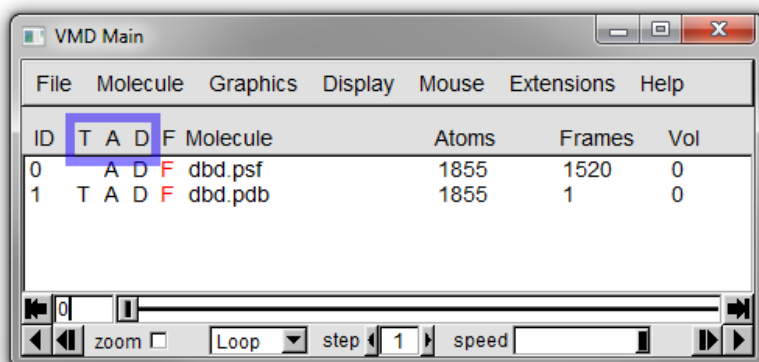 VMD Main
File Molecule Graphics Display Mouse Extensions Help
ID T A D F Molecule Atoms Frames Vol
0 A D F dbd.psf 1855 1520 0
1 T A D F dbd.pdb 1855 1 0
0
zoom Loop step 1 speed